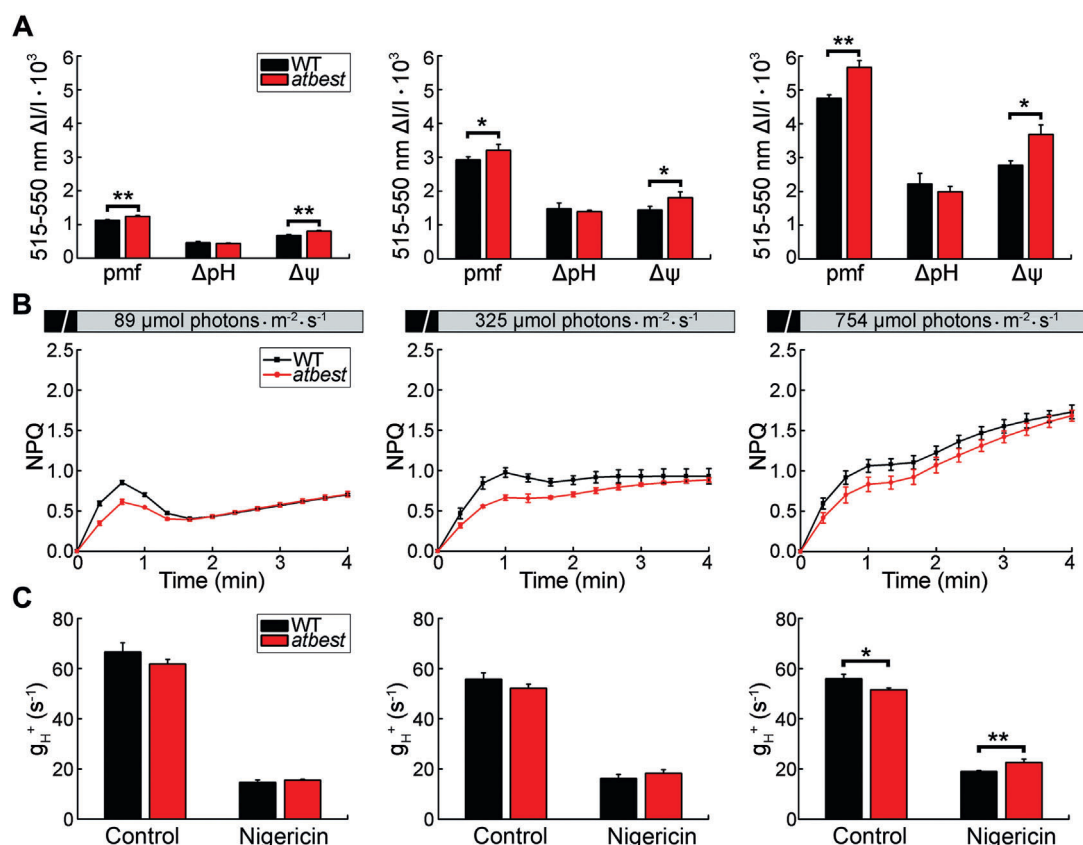 A
515-550 nm ΔI/I · 10³
6
5
4
3
2
1
0
WT
atbest
**
**
pmf ΔpH Δψ
515-550 nm ΔI/I · 10³
6
5
4
3
2
1
0
*
*
pmf ΔpH Δψ
515-550 nm ΔI/I · 10³
6
5
4
3
2
1
0
**
*
pmf ΔpH Δψ
B
89 µmol photons · m⁻² · s⁻¹
NPQ
2.5
2.0
1.5
1.0
0.5
0.0
WT
atbest
0 1 2 3 4
Time (min)
325 µmol photons · m⁻² · s⁻¹
NPQ
2.5
2.0
1.5
1.0
0.5
0.0
0 1 2 3 4
Time (min)
754 µmol photons · m⁻² · s⁻¹
NPQ
2.5
2.0
1.5
1.0
0.5
0.0
0 1 2 3 4
Time (min)
C
gH⁺ (s⁻¹)
80
60
40
20
0
WT
atbest
Control Nigericin
gH⁺ (s⁻¹)
80
60
40
20
0
Control Nigericin
gH⁺ (s⁻¹)
80
60
40
20
0
*
**
Control Nigericin